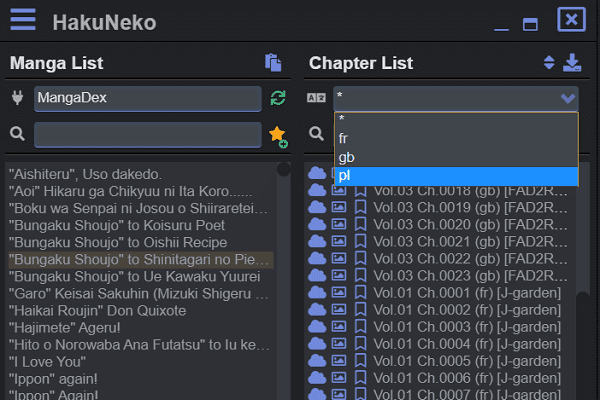 HakuNeko
Manga List
Chapter List
MangaDex
*
*
fr
gb
pl
"Aishiteru", Uso dakedo.
"Aoi" Hikaru ga Chikyuu ni Ita Koro......
"Boku wa Senpai ni Josou o Shiiraretei...
"Bungaku Shoujo" to Koisuru Poet
"Bungaku Shoujo" to Oishii Recipe
"Bungaku Shoujo" to Shinitagari no Pie...
"Bungaku Shoujo" to Ue Kawaku Yuurei
"Garo" Keisai Sakuhin (Mizuki Shigeru ...
"Haikai Roujin" Don Quixote
"Hajimete" Ageru!
"Hito o Norowaba Ana Futatsu" to Iu ke...
"I Love You"
"Ippon" again!
"Ippon" Again!
Vol.03 Ch.0018 (gb) [FAD2R...
Vol.03 Ch.0019 (gb) [FAD2R...
Vol.03 Ch.0020 (gb) [FAD2R...
Vol.03 Ch.0021 (gb) [FAD2R...
Vol.03 Ch.0022 (gb) [FAD2R...
Vol.03 Ch.0023 (gb) [FAD2R...
Vol.01 Ch.0001 (fr) [J-garden]
Vol.01 Ch.0002 (fr) [J-garden]
Vol.01 Ch.0003 (fr) [J-garden]
Vol.01 Ch.0004 (fr) [J-garden]
Vol.01 Ch.0005 (fr) [J-garden]
Vol.01 Ch.0006 (fr) [J-garden]
Vol.01 Ch.0007 (fr) [J-garden]